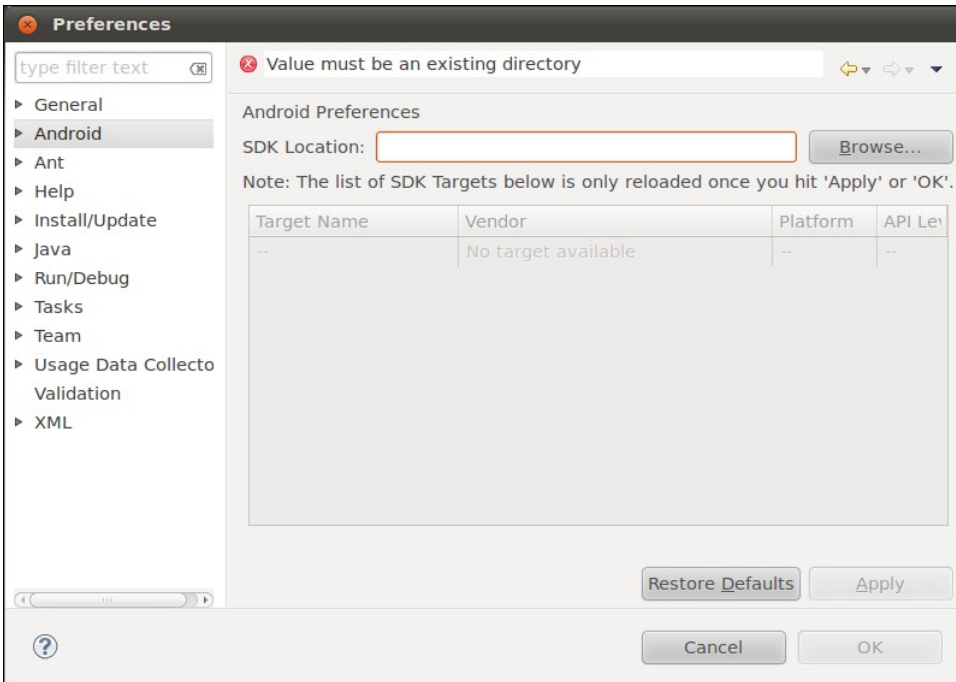 Preferences
type filter text
General
Android
Ant
Help
Install/Update
Java
Run/Debug
Tasks
Team
Usage Data Collecto
Validation
XML
Value must be an existing directory
Android Preferences
SDK Location:
Browse...
Note: The list of SDK Targets below is only reloaded once you hit 'Apply' or 'OK'.
Target Name Vendor Platform API Lev
-- No target available -- --
Restore Defaults Apply
Cancel OK